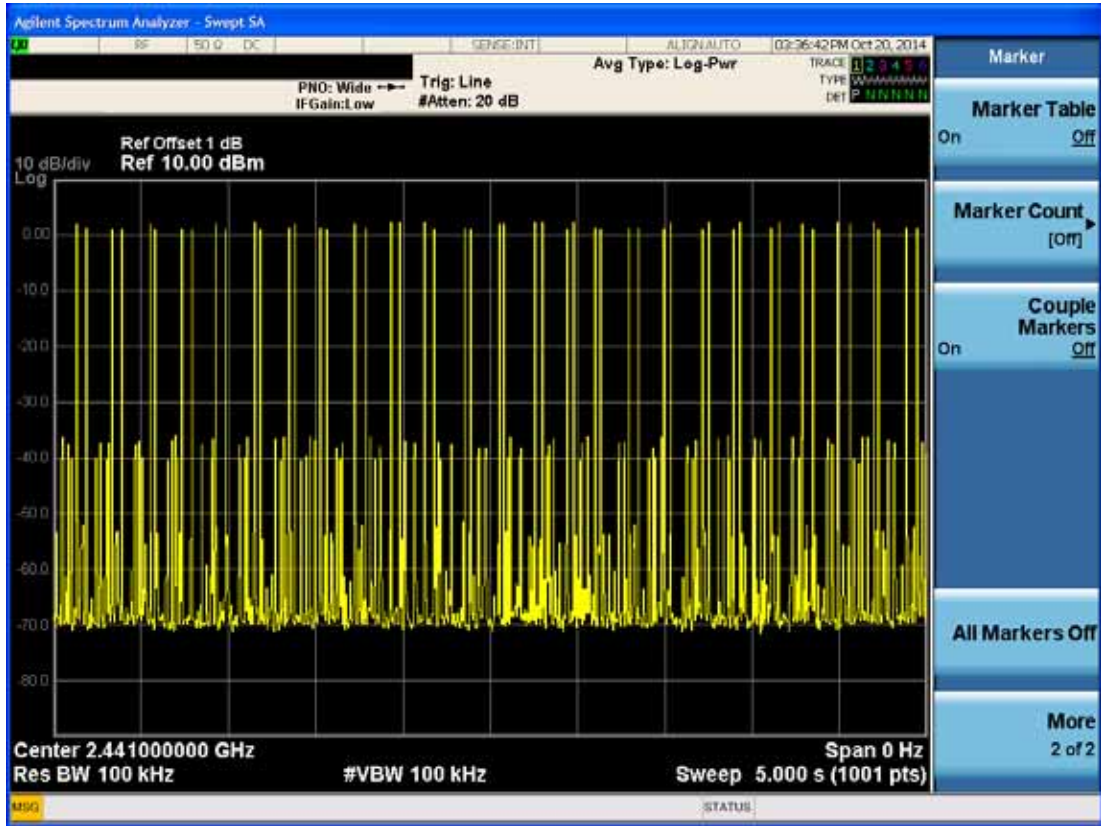 Agilent Spectrum Analyzer - Swept SA
RF 50 Ω DC SENSE:INT ALIGNAUTO 03:36:42 PM Oct 20, 2014
Marker
PNO: Wide
IFGain:Low
Trig: Line
#Atten: 20 dB
Avg Type: Log-Pwr
TRACE 1 2 3 4 5 6
TYPE WWWWWW
DET P N N N N N
Ref Offset 1 dB
10 dB/div Ref 10.00 dBm
Log
0.00
-10.0
-20.0
-30.0
-40.0
-50.0
-60.0
-70.0
-80.0
Center 2.441000000 GHz Span 0 Hz
Res BW 100 kHz #VBW 100 kHz Sweep 5.000 s (1001 pts)
Marker Table
On Off
Marker Count
[Off]
Couple
Markers
On Off
All Markers Off
More
2 of 2
MSG STATUS